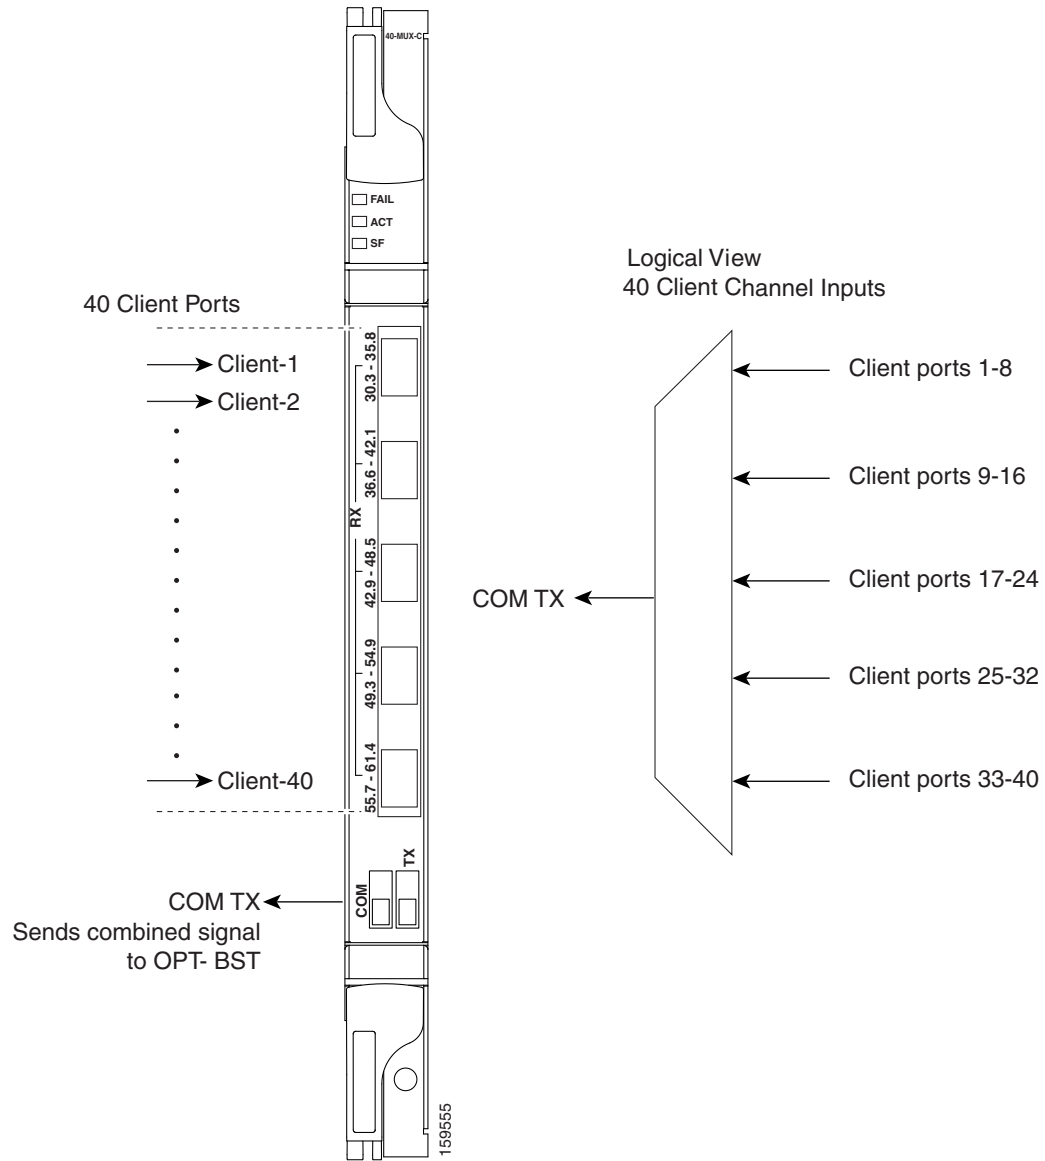 40-MUX-C
FAIL
ACT
SF
40 Client Ports
Client-1
Client-2
Client-40
30.3 - 35.8
36.6 - 42.1
RX
42.9 - 48.5
49.3 - 54.9
55.7 - 61.4
COM
TX
COM TX
Sends combined signal
to OPT- BST
Logical View
40 Client Channel Inputs
Client ports 1-8
Client ports 9-16
Client ports 17-24
COM TX
Client ports 25-32
Client ports 33-40
159555